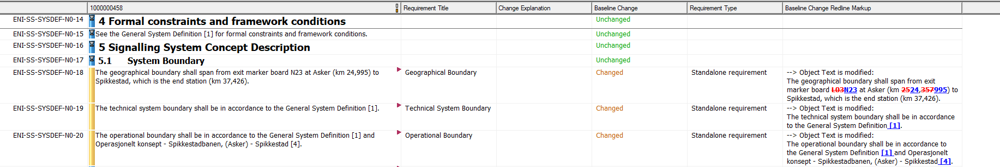 1000000458 Requirement Title Change Explanation Baseline Change Requirement Type Baseline Change Redline Markup
ENI-SS-SYSDEF-N0-14 4 Formal constraints and framework conditions Unchanged
ENI-SS-SYSDEF-N0-15 See the General System Definition [1] for formal constraints and framework conditions. Unchanged
ENI-SS-SYSDEF-N0-16 5 Signalling System Concept Description Unchanged
ENI-SS-SYSDEF-N0-17 5.1 System Boundary Unchanged
ENI-SS-SYSDEF-N0-18 The geographical boundary shall span from exit marker board N23 at Asker (km 24,995) to
Spikkestad, which is the end station (km 37,426).
Geographical Boundary Changed Standalone requirement
--> Object Text is modified:
The geographical boundary shall span from exit
marker board L03N23 at Asker (km 2524,357995) to
Spikkestad, which is the end station (km 37,426).
ENI-SS-SYSDEF-N0-19 The technical system boundary shall be in accordance to the General System Definition [1].
Technical System Boundary Changed Standalone requirement
--> Object Text is modified:
The technical system boundary shall be in accordance
to the General System Definition [1].
ENI-SS-SYSDEF-N0-20 The operational boundary shall be in accordance to the General System Definition [1] and
Operasjonelt konsept - Spikkestadbanen, (Asker) - Spikkestad [4].
Operational Boundary Changed Standalone requirement
--> Object Text is modified:
The operational boundary shall be in accordance to
the General System Definition [1] and Operasjonelt
konsept - Spikkestadbanen, (Asker) - Spikkestad [4].